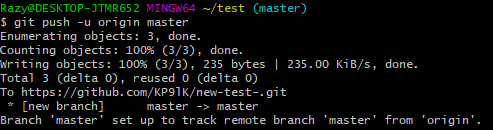 Razy@DESKTOP-JTMR652 MINGW64 ~/test (master)
$ git push -u origin master
Enumerating objects: 3, done.
Counting objects: 100% (3/3), done.
Writing objects: 100% (3/3), 235 bytes | 235.00 KiB/s, done.
Total 3 (delta 0), reused 0 (delta 0)
To https://github.com/KP9lK/new-test-.git
 * [new branch]      master -> master
Branch 'master' set up to track remote branch 'master' from 'origin'.